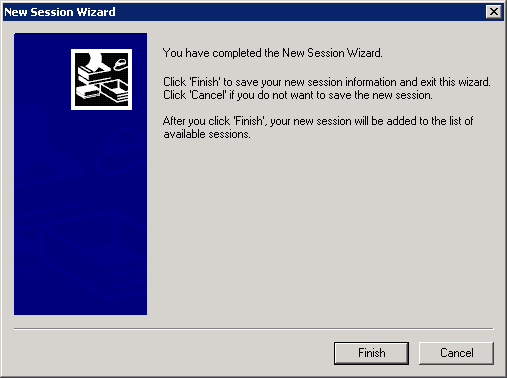 New Session Wizard
You have completed the New Session Wizard.
Click 'Finish' to save your new session information and exit this wizard.
Click 'Cancel' if you do not want to save the new session.
After you click 'Finish', your new session will be added to the list of
available sessions.
Finish
Cancel